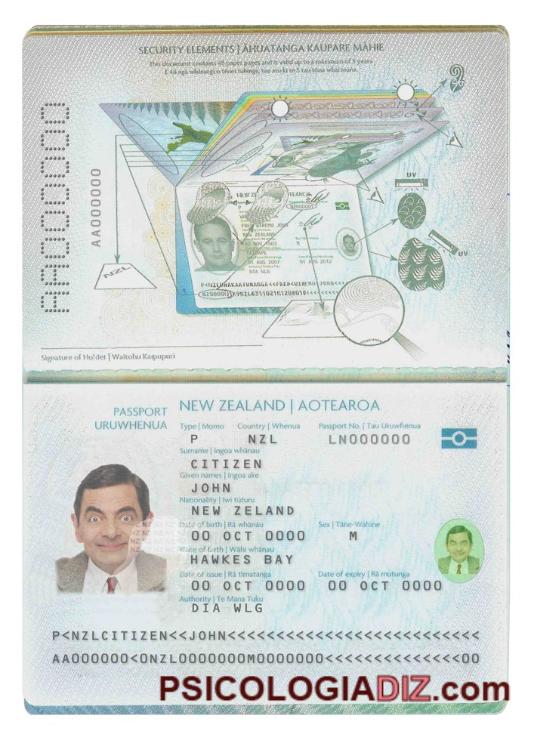 SECURITY ELEMENTS | ĀHUATANGA KAUPARE MĀHIE
This document contains 48 paper pages and is valid up to a maximum of 5 years
AA000000
AA000000
NZL
UV
UV
Signature of Holder | Waitohu Kaipupuri
PASSPORT
URUWHENUA
NEW ZEALAND | AOTEAROA
Type | Momo Country | Whenua Passport No. | Tau Uruwhenua
P NZL LN000000
Surname | Ingoa whānau
CITIZEN
Given names | Ingoa ake
JOHN
Nationality | Iwi tūturu
NEW ZELAND
Date of birth | Rā whānau Sex | Tāne-Wahine
00 OCT 0000 M
Place of birth | Wāhi whānau
HAWKES BAY
Date of issue | Rā timatanga Date of expiry | Rā mutunga
00 OCT 0000 00 OCT 0000
Authority | Te Mana Tuku
DIA WLG
P<NZLCITIZEN<<JOHN<<<<<<<<<<<<<<<<<<<<<<<<<<
AA000000<0NZL0000000M0000000<<<<<<<<<<<<<<00
PSICOLOGIADIZ.com